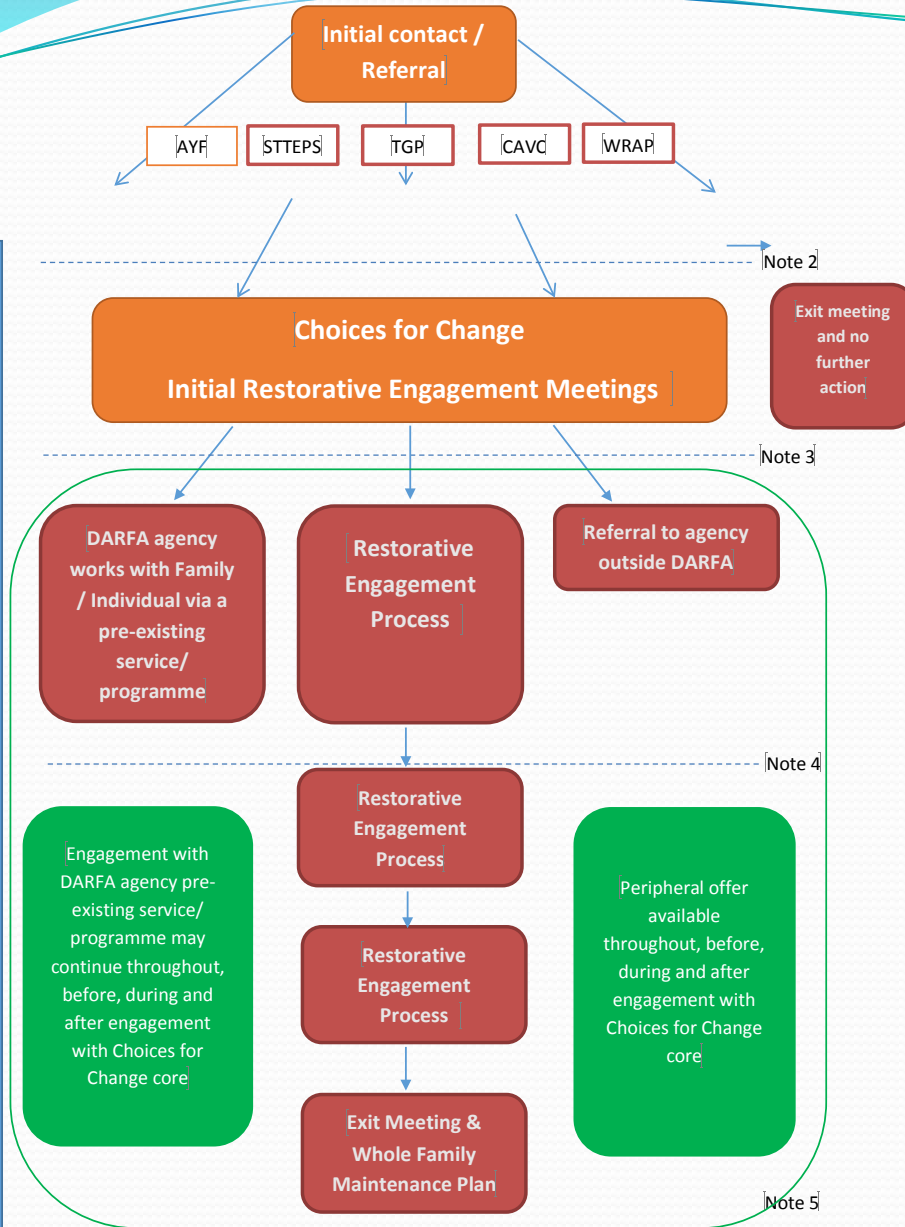 Initial contact /
Referral
AYF
STTEPS
TGP
CAVC
WRAP
Note 2
Choices for Change
Initial Restorative Engagement Meetings
Exit meeting
and no
further
action
Note 3
DARFA agency
works with Family
/ Individual via a
pre-existing
service/
programme
Restorative
Engagement
Process
Referral to agency
outside DARFA
Note 4
Restorative
Engagement
Process
Engagement with
DARFA agency pre-
existing service/
programme may
continue throughout,
before, during and
after engagement
with Choices for
Change core
Peripheral offer
available
throughout, before,
during and after
engagement with
Choices for Change
core
Restorative
Engagement
Process
Exit Meeting &
Whole Family
Maintenance Plan
Note 5